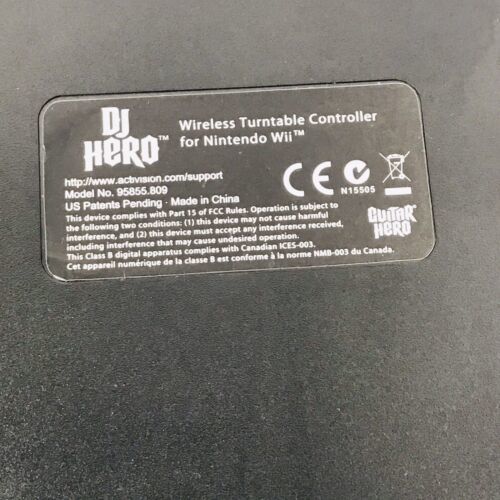 DJ HERO™
Wireless Turntable Controller
for Nintendo Wii™
http://www.activision.com/support
Model No. 95855.809
US Patents Pending · Made in China
CE
N15505
This device complies with Part 15 of FCC Rules. Operation is subject to
the following two conditions: (1) this device may not cause harmful
interference, and (2) this device must accept any interference received,
including interference that may cause undesired operation.
This Class B digital apparatus complies with Canadian ICES-003.
Cet appareil numérique de la classe B est conforme à la norme NMB-003 du Canada.
GUITAR
HERO